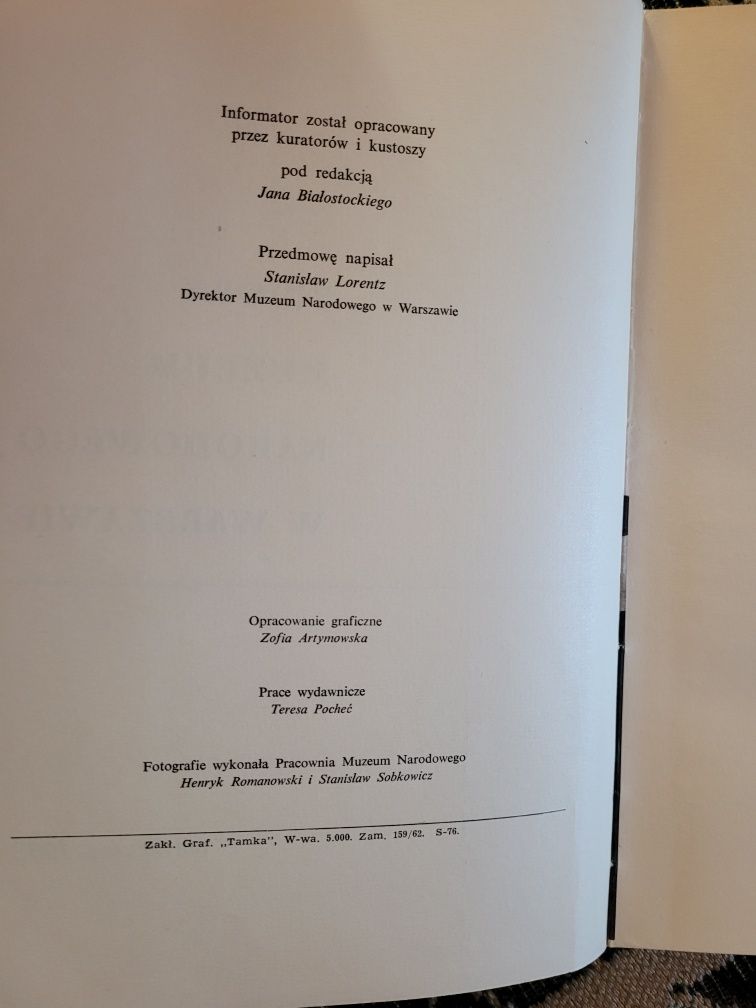 Informator został opracowany
przez kuratorów i kustoszy
pod redakcją
Jana Białostockiego
Przedmowę napisał
Stanisław Lorentz
Dyrektor Muzeum Narodowego w Warszawie
Opracowanie graficzne
Zofia Artymowska
Prace wydawnicze
Teresa Pocheć
Fotografie wykonała Pracownia Muzeum Narodowego
Henryk Romanowski i Stanisław Sobkowicz
Zakł. Graf. „Tamka”, W-wa. 5.000. Zam. 159/62. S-76.